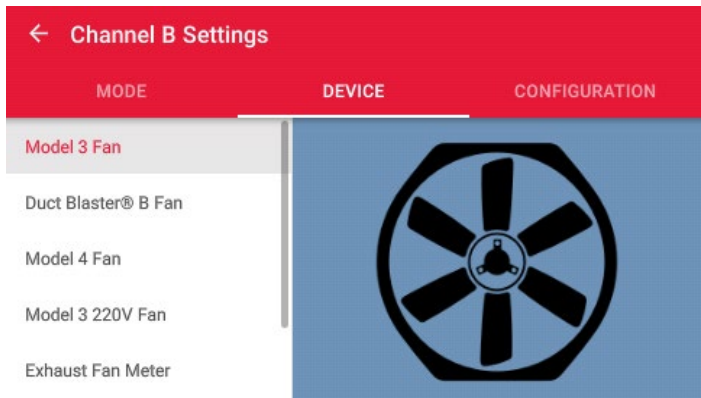 ← Channel B Settings
MODE DEVICE CONFIGURATION
Model 3 Fan
Duct Blaster® B Fan
Model 4 Fan
Model 3 220V Fan
Exhaust Fan Meter